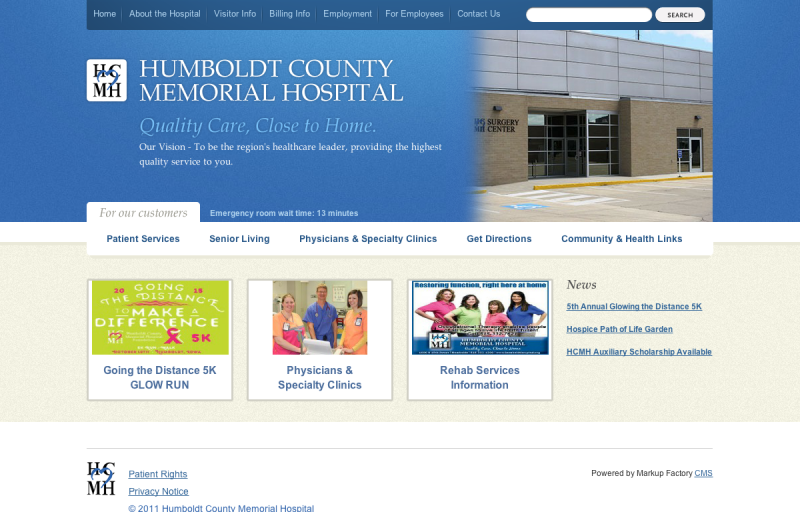 Home
About the Hospital
Visitor Info
Billing Info
Employment
For Employees
Contact Us
SEARCH
HC
MH
HUMBOLDT COUNTY
MEMORIAL HOSPITAL
Quality Care, Close to Home.
Our Vision - To be the region's healthcare leader, providing the highest
quality service to you.
SURGERY
CENTER
For our customers
Emergency room wait time: 13 minutes
Patient Services
Senior Living
Physicians & Specialty Clinics
Get Directions
Community & Health Links
GOING
20 15
THE DISTANCE
TO MAKE A
DIFFERENCE
5K
Going the Distance 5K
GLOW RUN
Physicians &
Specialty Clinics
Restoring function, right here at home
HUMBOLDT COUNTY
MEMORIAL HOSPITAL
Quality Care, Close to Home.
Rehab Services
Information
News
5th Annual Glowing the Distance 5K
Hospice Path of Life Garden
HCMH Auxiliary Scholarship Available
HC
MH
Patient Rights
Privacy Notice
© 2011 Humboldt County Memorial Hospital
Powered by Markup Factory CMS